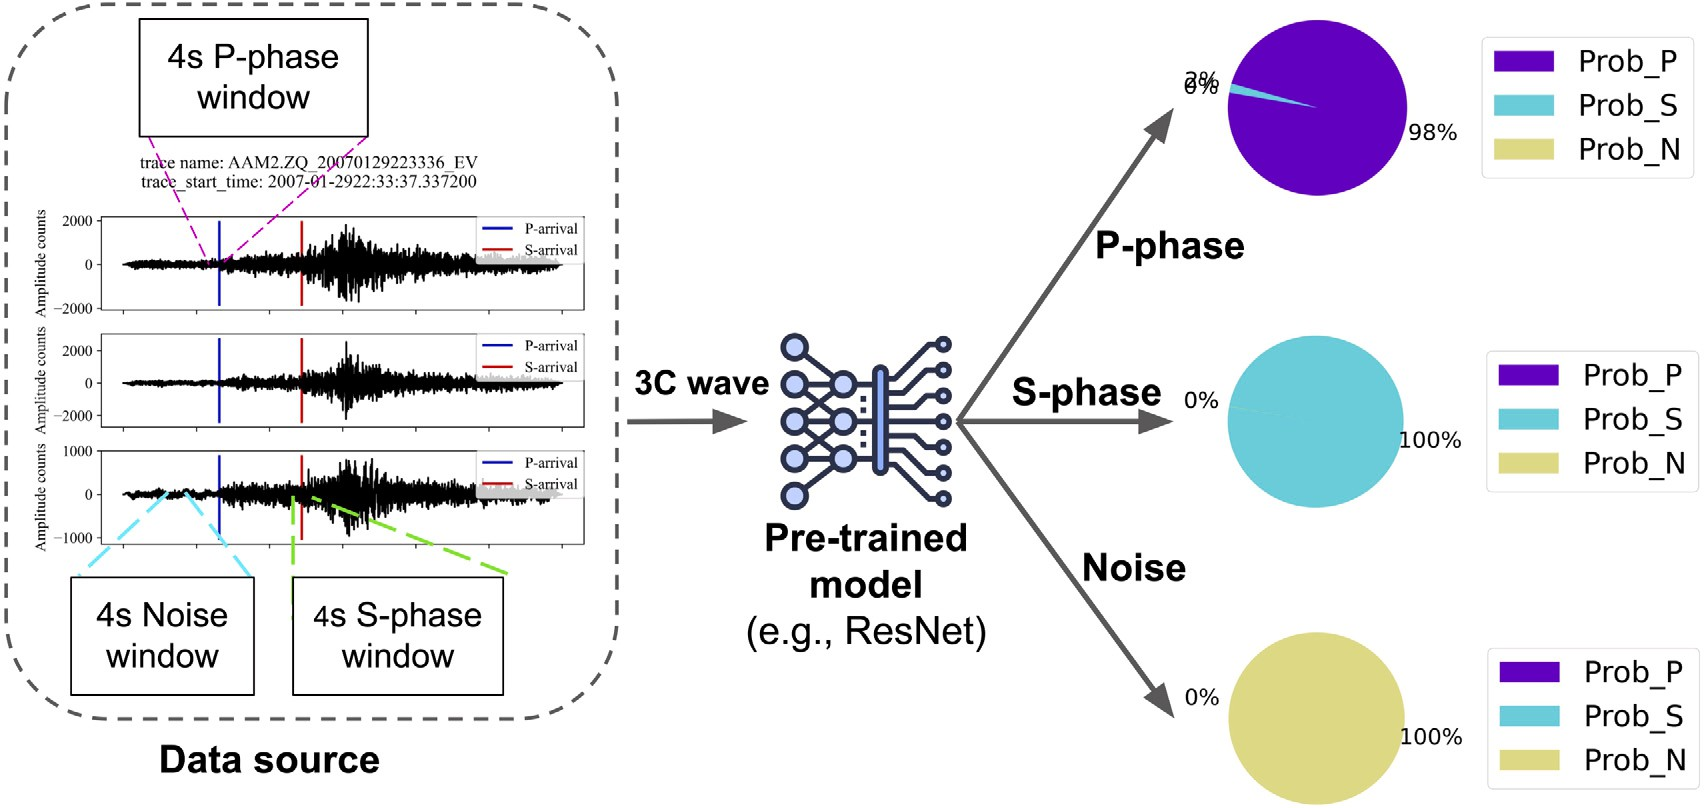 4s P-phase
window
trace name: AAM2.ZQ_20070129223336_EV
trace_start_time: 2007-01-2922:33:37.337200
Amplitude counts
2000
0
−2000
P-arrival
S-arrival
Amplitude counts
2000
0
−2000
P-arrival
S-arrival
Amplitude counts
1000
0
−1000
P-arrival
S-arrival
4s Noise
window
4s S-phase
window
Data source
3C wave
Pre-trained
model
(e.g., ResNet)
P-phase
S-phase
Noise
2%
0%
98%
Prob_P
Prob_S
Prob_N
0%
100%
Prob_P
Prob_S
Prob_N
0%
100%
Prob_P
Prob_S
Prob_N